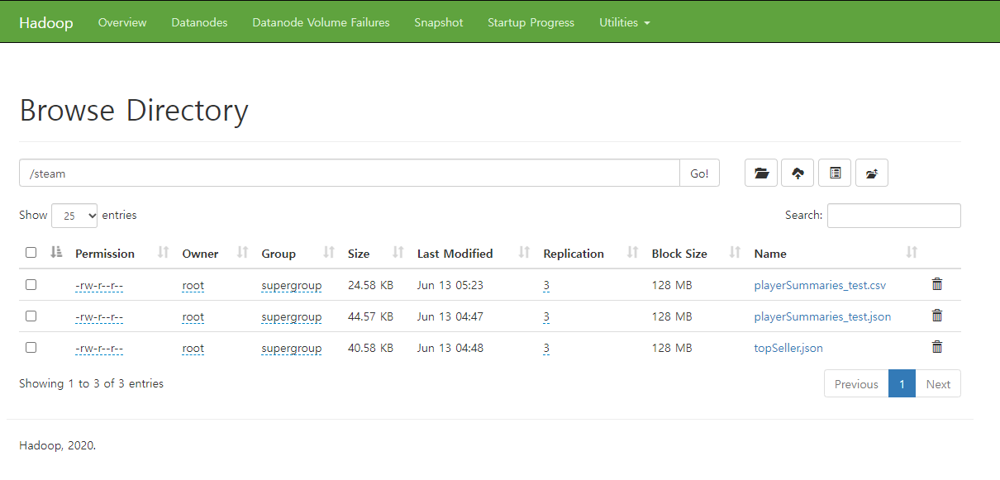 Hadoop Overview Datanodes Datanode Volume Failures Snapshot Startup Progress Utilities
Browse Directory
/steam Go!
Show 25 entries Search:
Permission Owner Group Size Last Modified Replication Block Size Name
-rw-r--r-- root supergroup 24.58 KB Jun 13 05:23 3 128 MB playerSummaries_test.csv
-rw-r--r-- root supergroup 44.57 KB Jun 13 04:47 3 128 MB playerSummaries_test.json
-rw-r--r-- root supergroup 40.58 KB Jun 13 04:48 3 128 MB topSeller.json
Showing 1 to 3 of 3 entries Previous 1 Next
Hadoop, 2020.